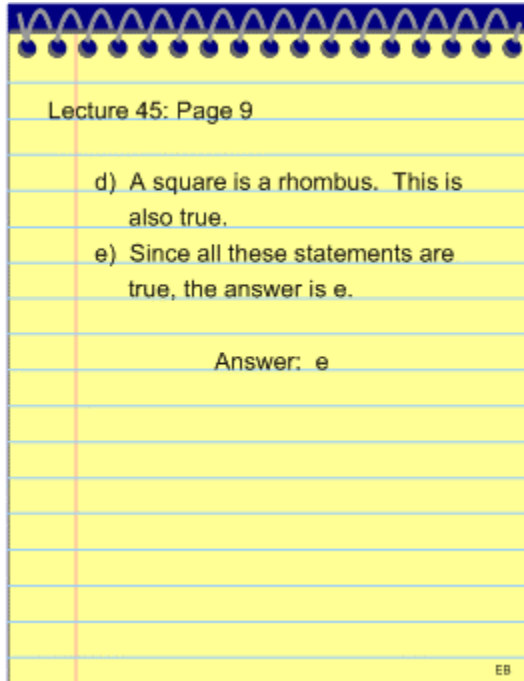 Lecture 45: Page 9
d) A square is a rhombus. This is
also true.
e) Since all these statements are
true, the answer is e.
Answer: e
EB